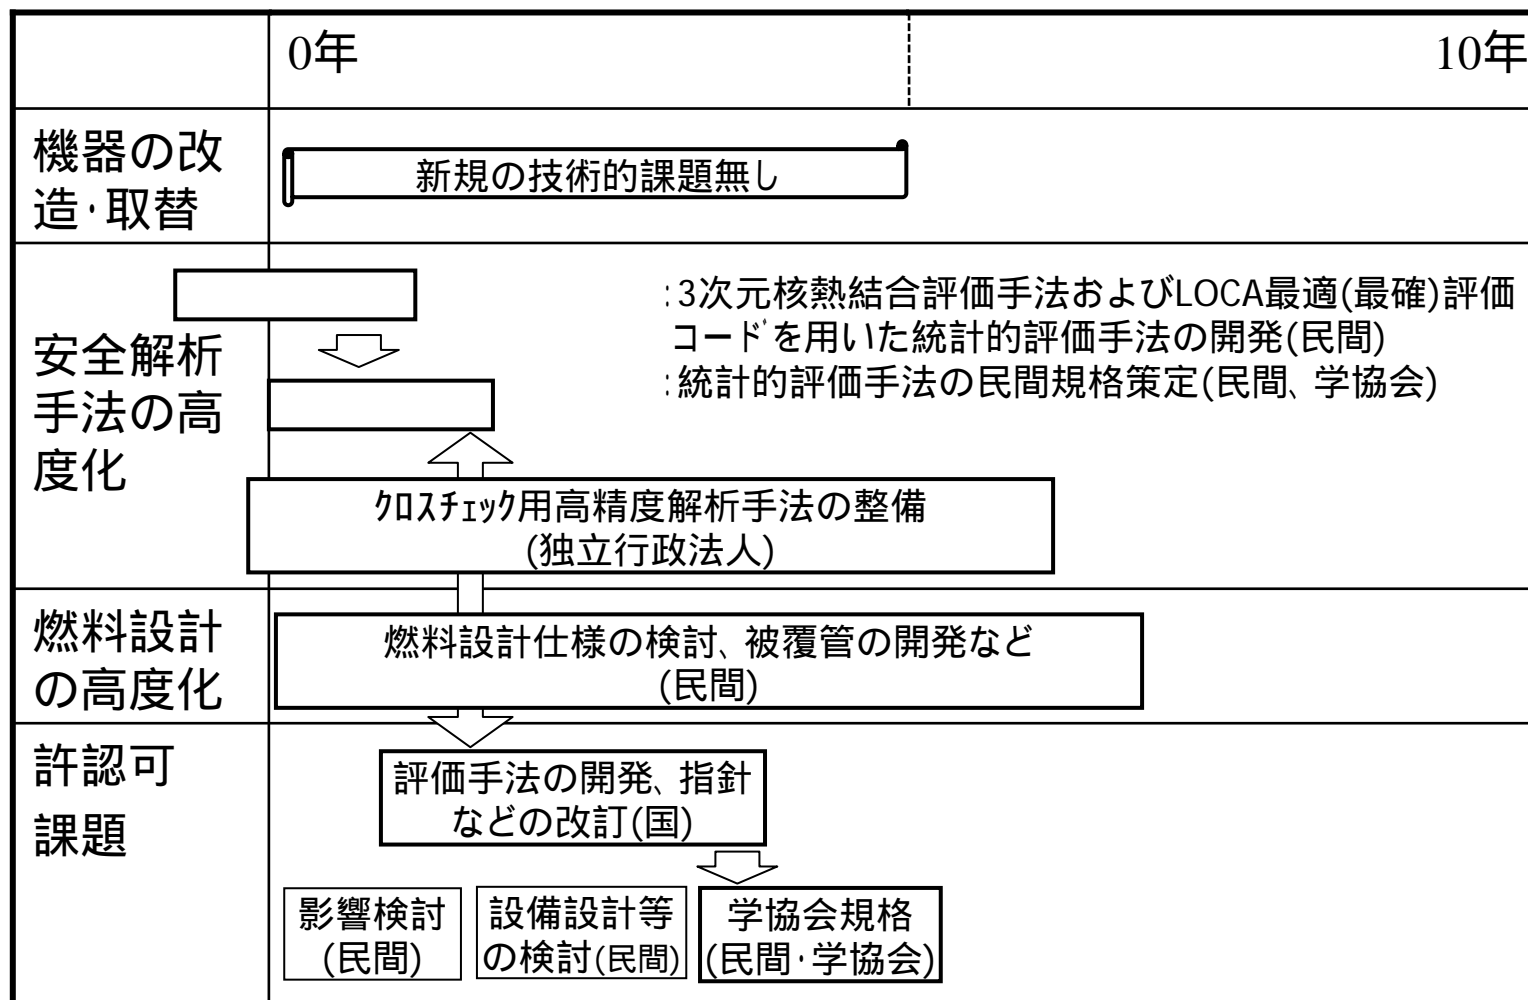 0年 10年
機器の改
造・取替
新規の技術的課題無し
安全解析
手法の高
度化
:3次元核熱結合評価手法およびLOCA最適(最確)評価
コードを用いた統計的評価手法の開発(民間)
:統計的評価手法の民間規格策定(民間、学協会)
ｸﾛｽﾁｪｯｸ用高精度解析手法の整備
(独立行政法人)
燃料設計
の高度化
燃料設計仕様の検討、被覆管の開発など
(民間)
許認可
課題
評価手法の開発、指針
などの改訂(国)
影響検討
(民間)
設備設計等
の検討(民間)
学協会規格
(民間・学協会)